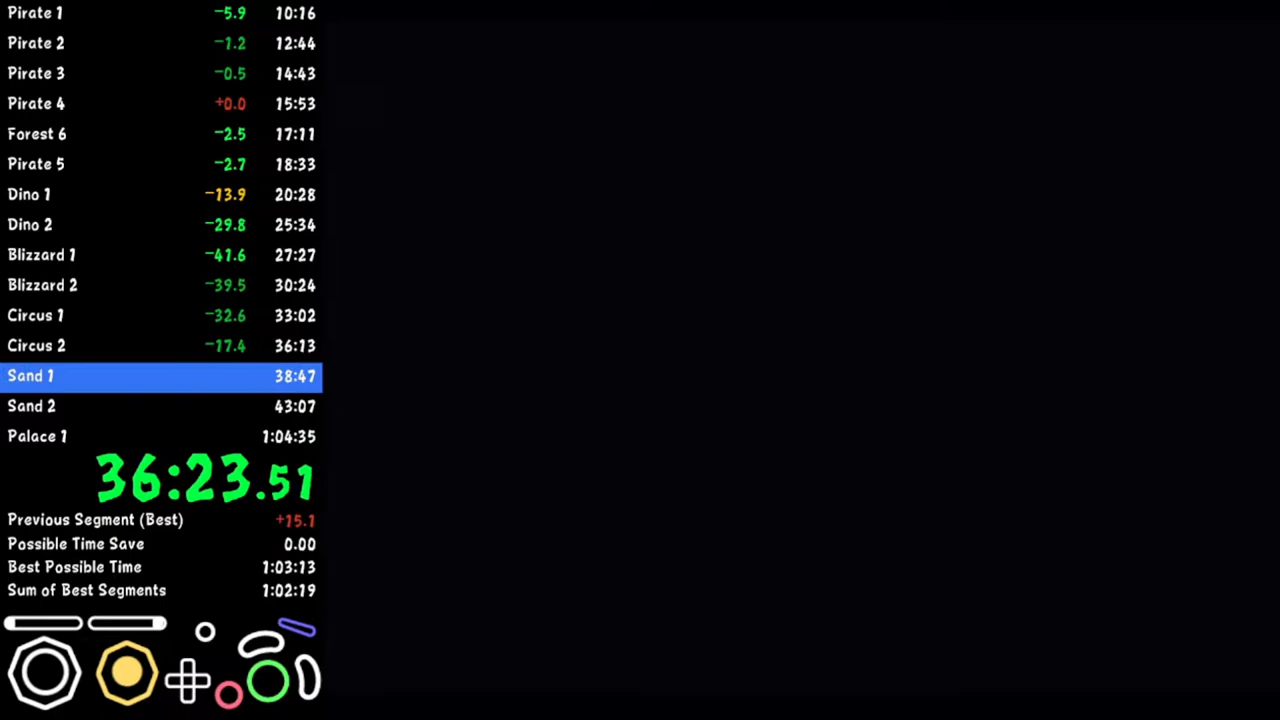 Pirate 1 -5.9 10:16
Pirate 2 -1.2 12:44
Pirate 3 -0.5 14:43
Pirate 4 +0.0 15:53
Forest 6 -2.5 17:11
Pirate 5 -2.7 18:33
Dino 1 -13.9 20:28
Dino 2 -29.8 25:34
Blizzard 1 -41.6 27:27
Blizzard 2 -39.5 30:24
Circus 1 -32.6 33:02
Circus 2 -17.4 36:13
Sand 1 38:47
Sand 2 43:07
Palace 1 1:04:35
36:23.51
Previous Segment (Best) +15.1
Possible Time Save 0.00
Best Possible Time 1:03:13
Sum of Best Segments 1:02:19